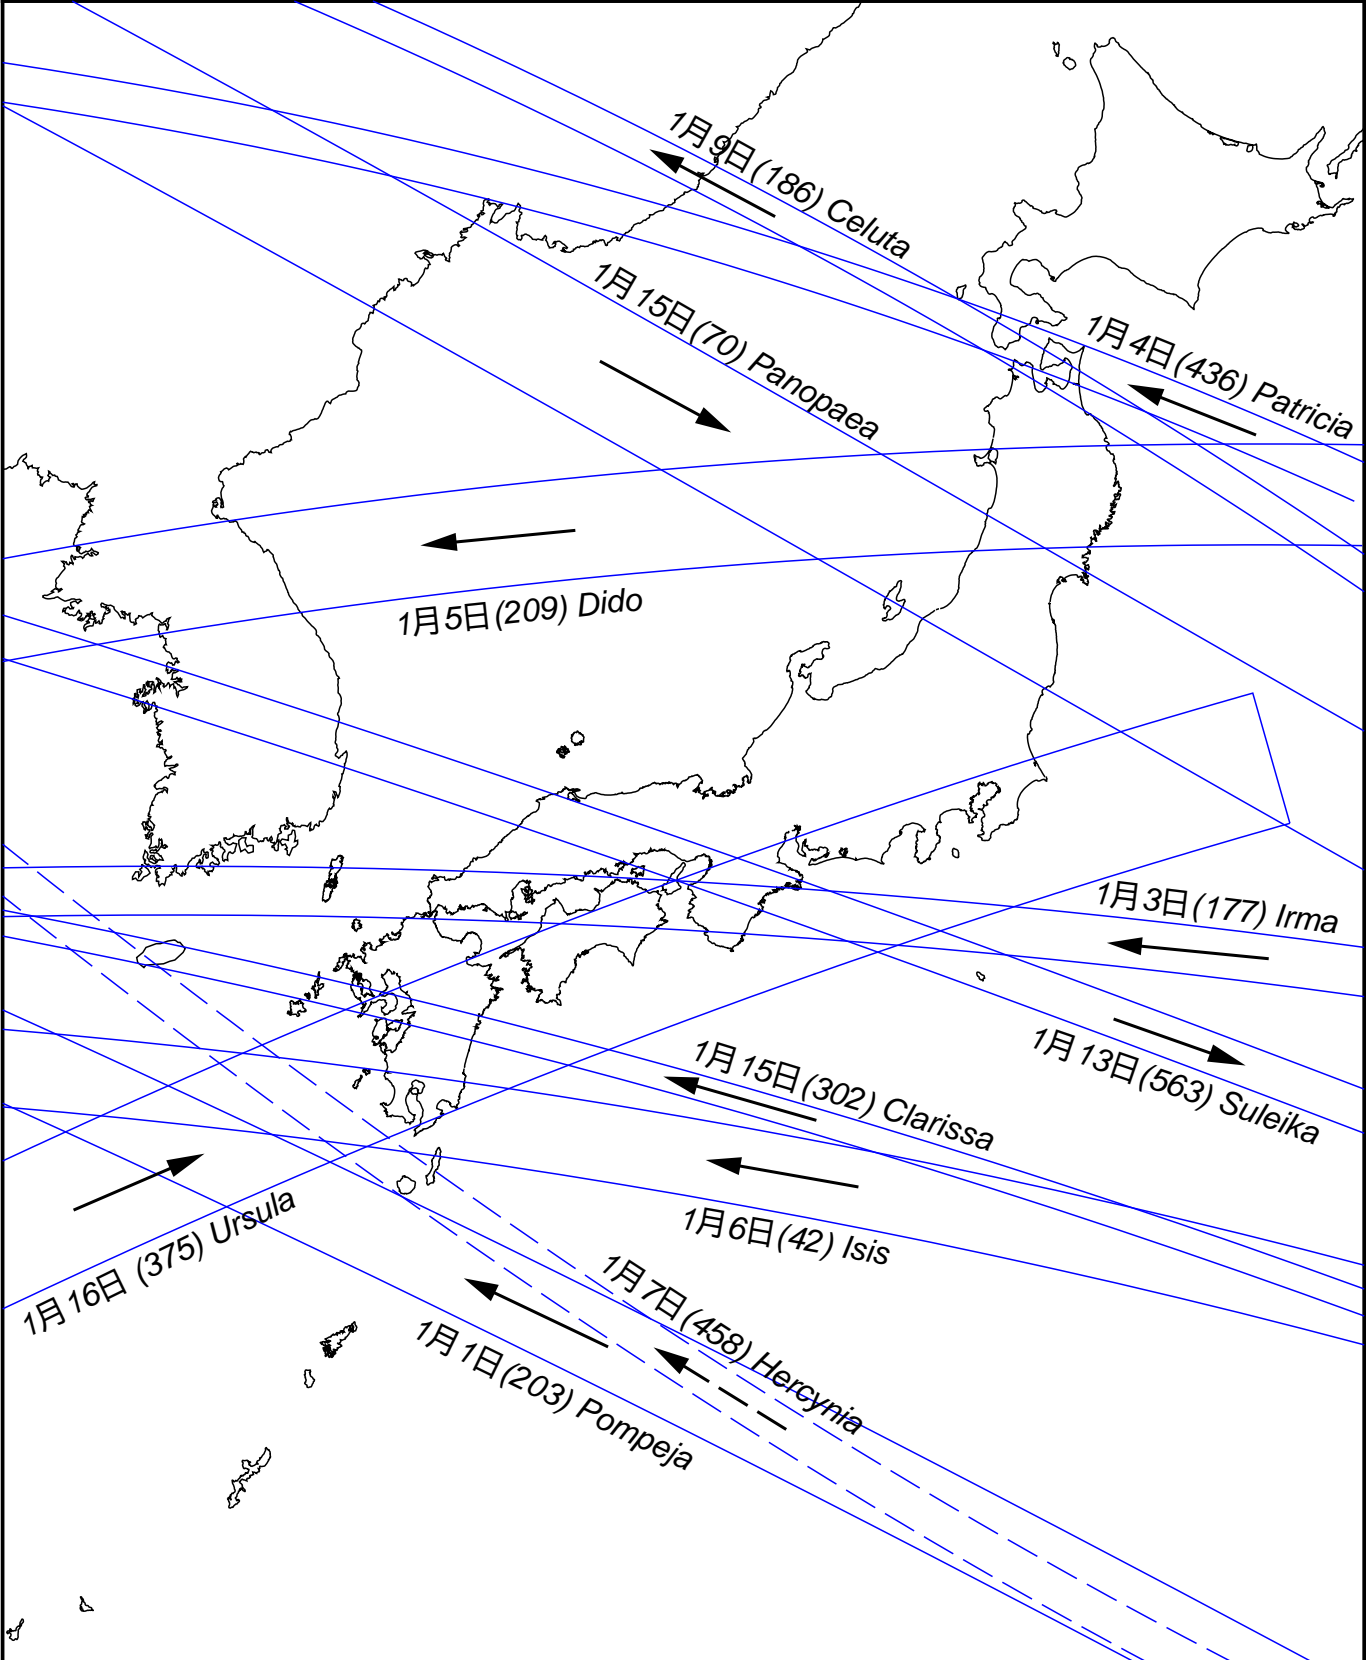 1月9日(186) Celuta
1月15日(70) Panopaea
1月4日(436) Patricia
1月5日(209) Dido
1月3日(177) Irma
1月13日(563) Suleika
1月15日(302) Clarissa
1月6日(42) Isis
1月16日 (375) Ursula
1月7日(458) Hercynia
1月1日(203) Pompeja